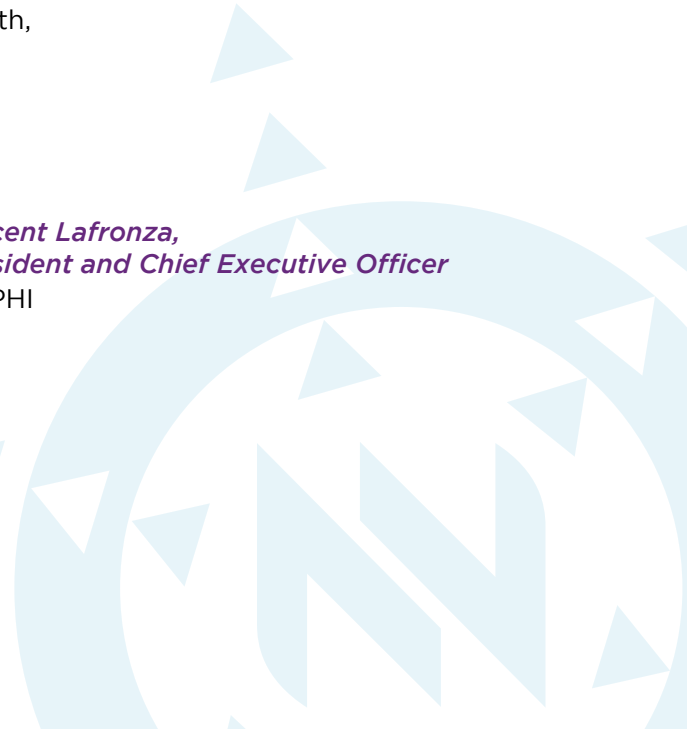 th,
cent Lafronza,
sident and Chief Executive Officer
PHI